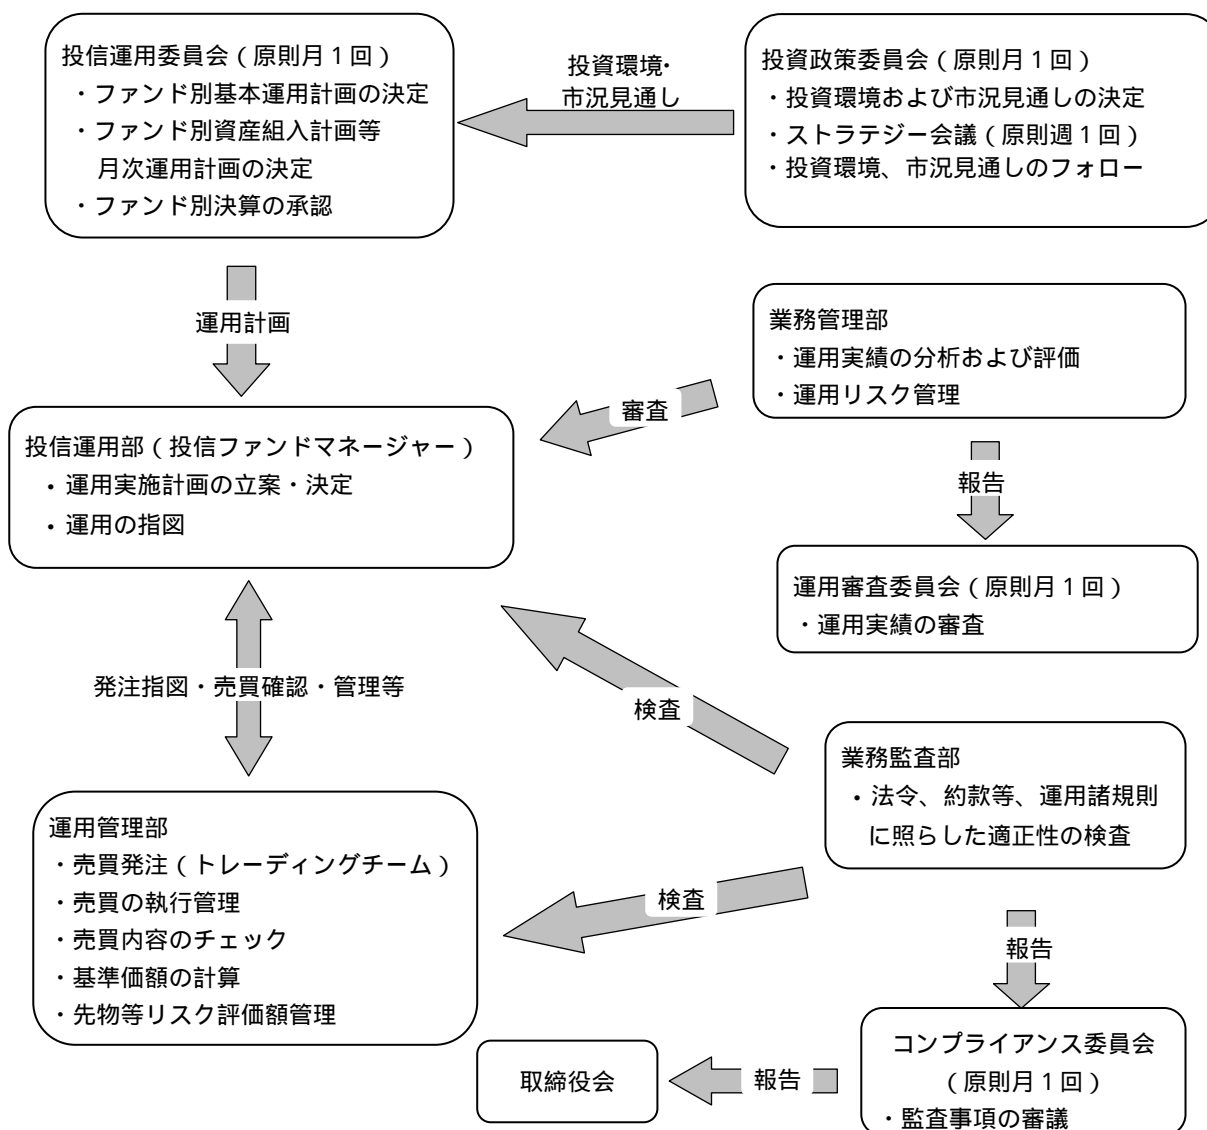 投信運用委員会（原則月１回）
・ファンド別基本運用計画の決定
・ファンド別資産組入計画等
月次運用計画の決定
・ファンド別決算の承認
投資環境・
市況見通し
投資政策委員会（原則月１回）
・投資環境および市況見通しの決定
・ストラテジー会議（原則週１回）
・投資環境、市況見通しのフォロー
運用計画
業務管理部
・運用実績の分析および評価
・運用リスク管理
審査
投信運用部（投信ファンドマネージャー）
・運用実施計画の立案・決定
・運用の指図
報告
運用審査委員会（原則月１回）
・運用実績の審査
発注指図・売買確認・管理等
検査
業務監査部
・法令、約款等、運用諸規則
に照らした適正性の検査
運用管理部
・売買発注（トレーディングチーム）
・売買の執行管理
・売買内容のチェック
・基準価額の計算
・先物等リスク評価額管理
検査
報告
コンプライアンス委員会
（原則月１回）
・監査事項の審議
報告
取締役会